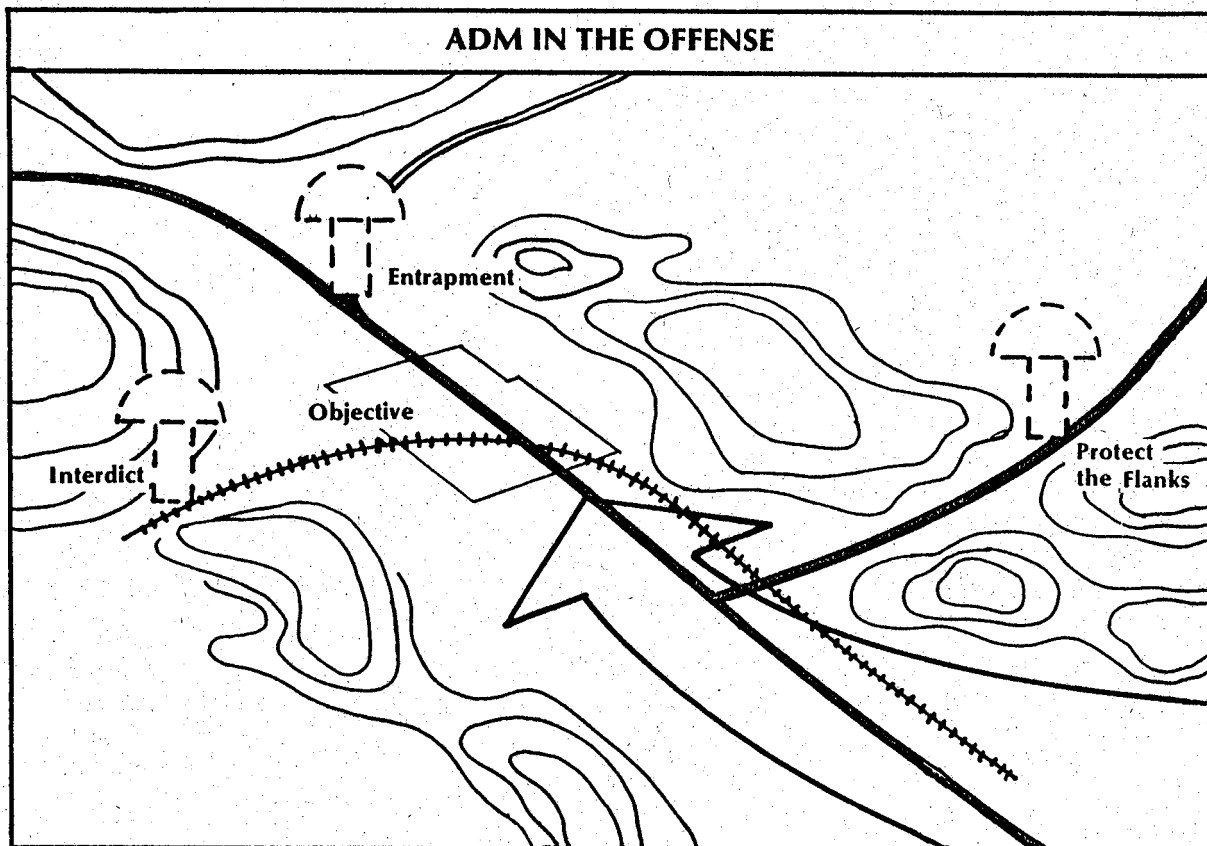 ADM IN THE OFFENSE
Entrapment
Objective
Interdict
Protect
the Flanks